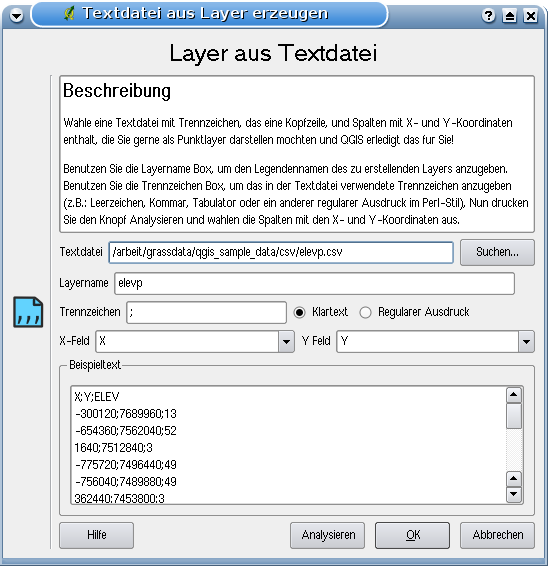 Textdatei aus Layer erzeugen
Layer aus Textdatei
Beschreibung
Wahle eine Textdatei mit Trennzeichen, das eine Kopfzeile, und Spalten mit X- und Y-Koordinaten
enthalt, die Sie gerne als Punktlayer darstellen mochten und QGIS erledigt das fur Sie!
Benutzen Sie die Layername Box, um den Legendennamen des zu erstellenden Layers anzugeben.
Benutzen Sie die Trennzeichen Box, um das in der Textdatei verwendete Trennzeichen anzugeben
(z.B.: Leerzeichen, Kommar, Tabulator oder ein anderer regularer Ausdruck im Perl-Stil), Nun drucken
Sie den Knopf Analysieren und wahlen die Spalten mit den X- und Y-Koordinaten aus.
Textdatei /arbeit/grassdata/qgis_sample_data/csv/elevp.csv Suchen...
Layername elevp
Trennzeichen ; Klartext Regularer Ausdruck
X-Feld X Y Feld Y
Beispieltext
X;Y;ELEV
-300120;7689960;13
-654360;7562040;52
1640;7512840;3
-775720;7496440;49
-756040;7489880;49
362440;7453800;3
Hilfe Analysieren OK Abbrechen